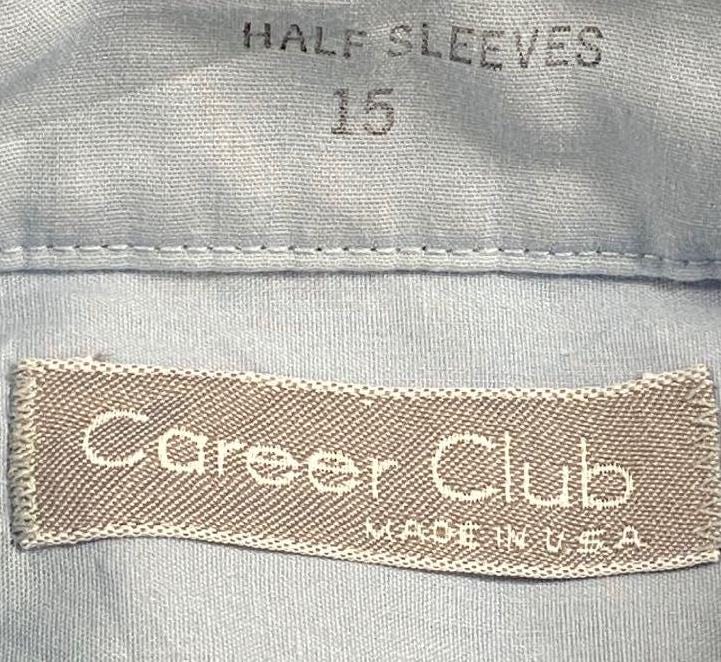 HALF SLEEVES
15
Career Club
MADE IN U.S.A